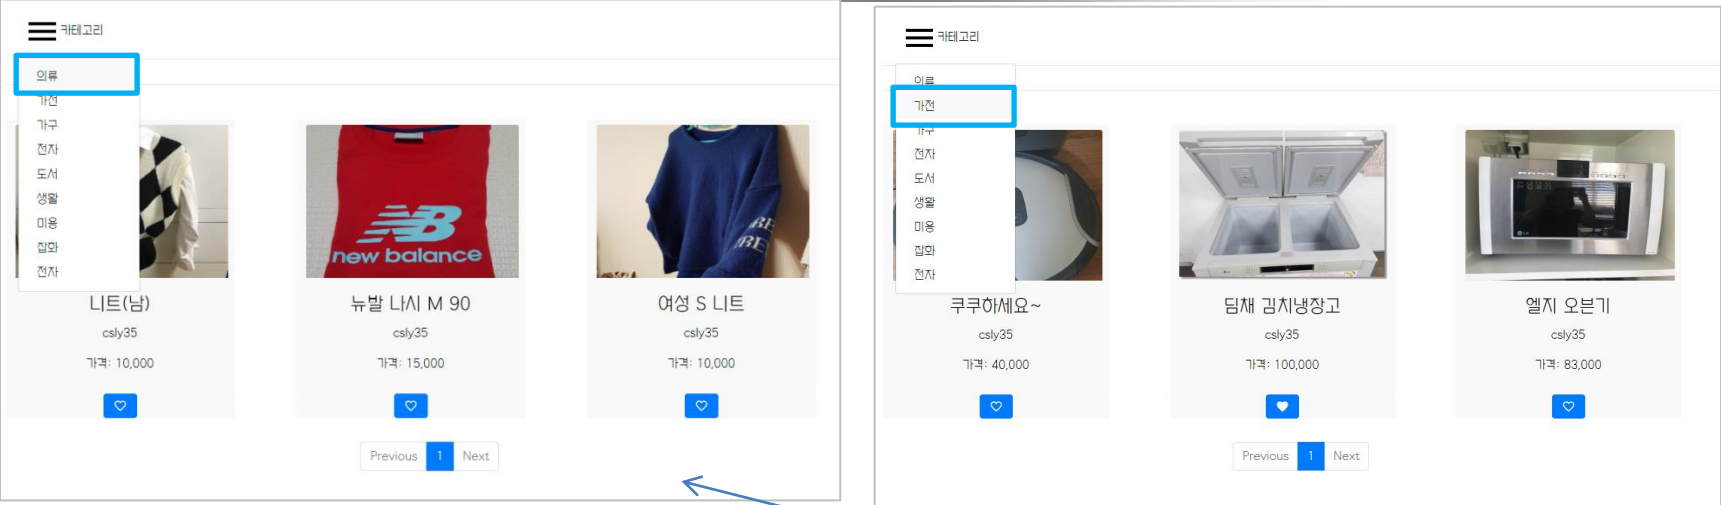 카테고리
의류
가전
가구
전자
도서
생활
미용
잡화
전자
new balance
니트(남)
csly35
가격: 10,000
뉴발 나시 M 90
csly35
가격: 15,000
여성 S 니트
csly35
가격: 10,000
Previous 1 Next
카테고리
의류
가전
가구
전자
도서
생활
미용
잡화
전자
쿠쿠하세요~
csly35
가격: 40,000
딤채 김치냉장고
csly35
가격: 100,000
엘지 오븐기
csly35
가격: 83,000
Previous 1 Next